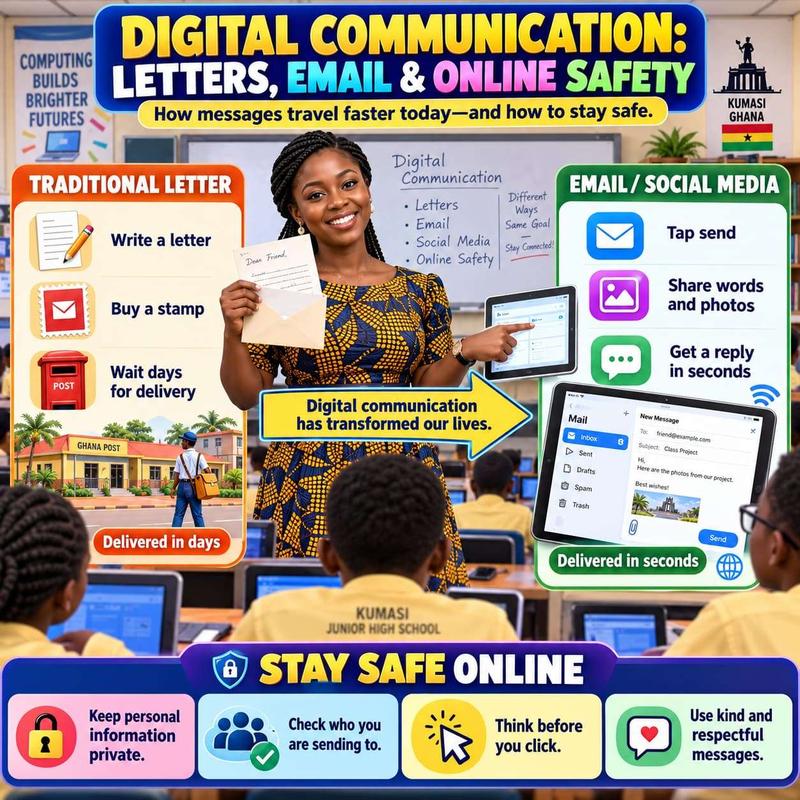 COMPUTING
BUILDS
BRIGHTER
FUTURES
DIGITAL COMMUNICATION:
LETTERS, EMAIL & ONLINE SAFETY
How messages travel faster today—and how to stay safe.
KUMASI
GHANA
TRADITIONAL LETTER
Write a letter
Buy a stamp
POST
Wait days
for delivery
GHANA POST
Delivered in days
Dear Friend,
Digital
Communication
• Letters
• Email
• Social Media
• Online Safety
Different
Ways
Same Goal
Stay Connected!
Digital communication
has transformed our lives.
EMAIL / SOCIAL MEDIA
Tap send
Share words
and photos
Get a reply
in seconds
Mail
Inbox
Sent
Drafts
Spam
Trash
New Message
To: friend@example.com
Subject: Class Project
Hi,
Here are the photos from our project.
Best wishes!
Send
Delivered in seconds
KUMASI
JUNIOR HIGH SCHOOL
STAY SAFE ONLINE
Keep personal
information
private.
Check who you
are sending to.
Think before
you click.
Use kind and
respectful
messages.